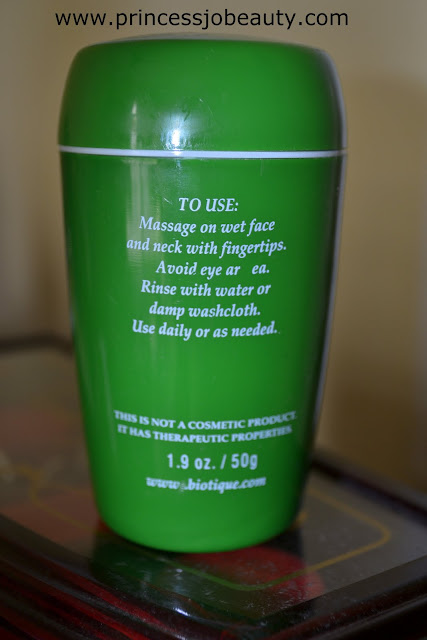 www.princessjobeauty.com
TO USE:
Massage on wet face
and neck with fingertips.
Avoid eye ar ea.
Rinse with water or
damp washcloth.
Use daily or as needed.
THIS IS NOT A COSMETIC PRODUCT.
IT HAS THERAPEUTIC PROPERTIES.
1.9 oz. / 50g
www.biotique.com